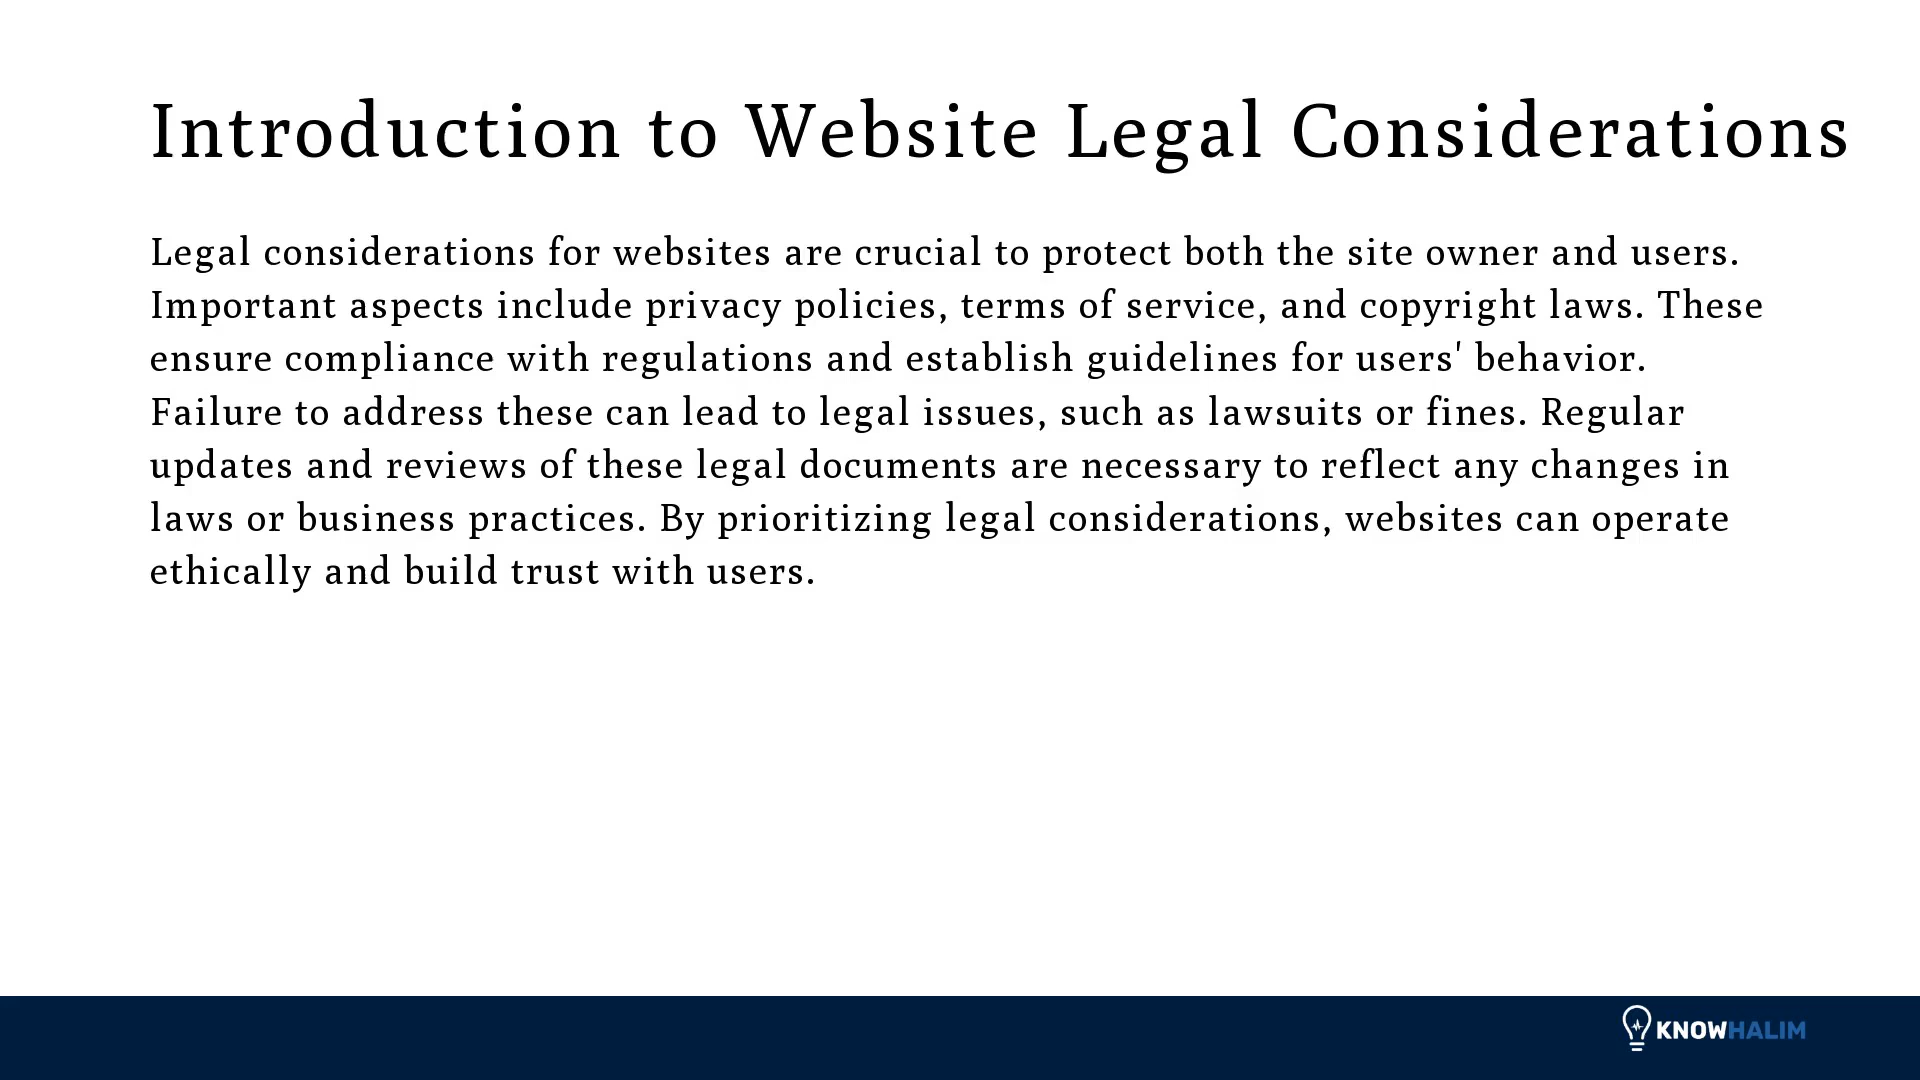 Introduction to Website Legal Considerations
Legal considerations for websites are crucial to protect both the site owner and users.
Important aspects include privacy policies, terms of service, and copyright laws. These
ensure compliance with regulations and establish guidelines for users' behavior.
Failure to address these can lead to legal issues, such as lawsuits or fines. Regular
updates and reviews of these legal documents are necessary to reflect any changes in
laws or business practices. By prioritizing legal considerations, websites can operate
ethically and build trust with users.
KNOWHALIM